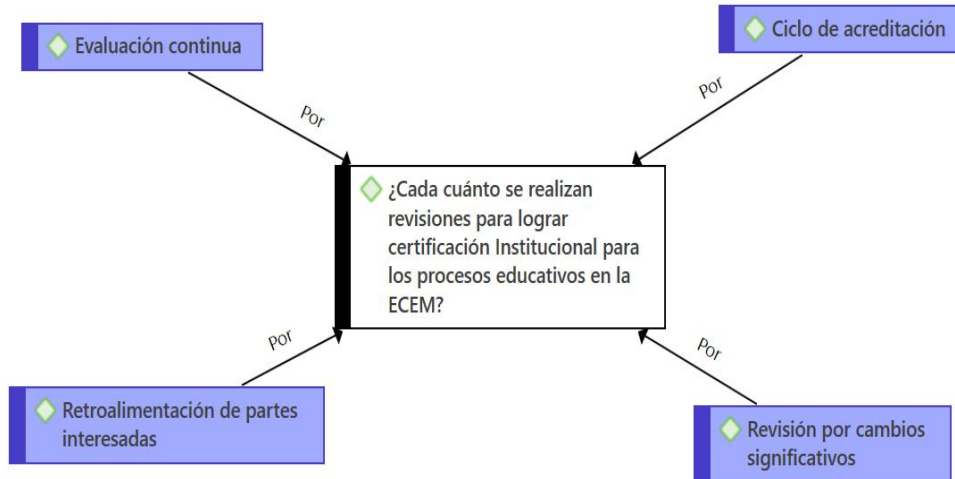 Evaluación continua
Ciclo de acreditación
Por
Por
¿Cada cuánto se realizan
revisiones para lograr
certificación Institucional para
los procesos educativos en la
ECEM?
Por
Por
Retroalimentación de partes
interesadas
Revisión por cambios
significativos